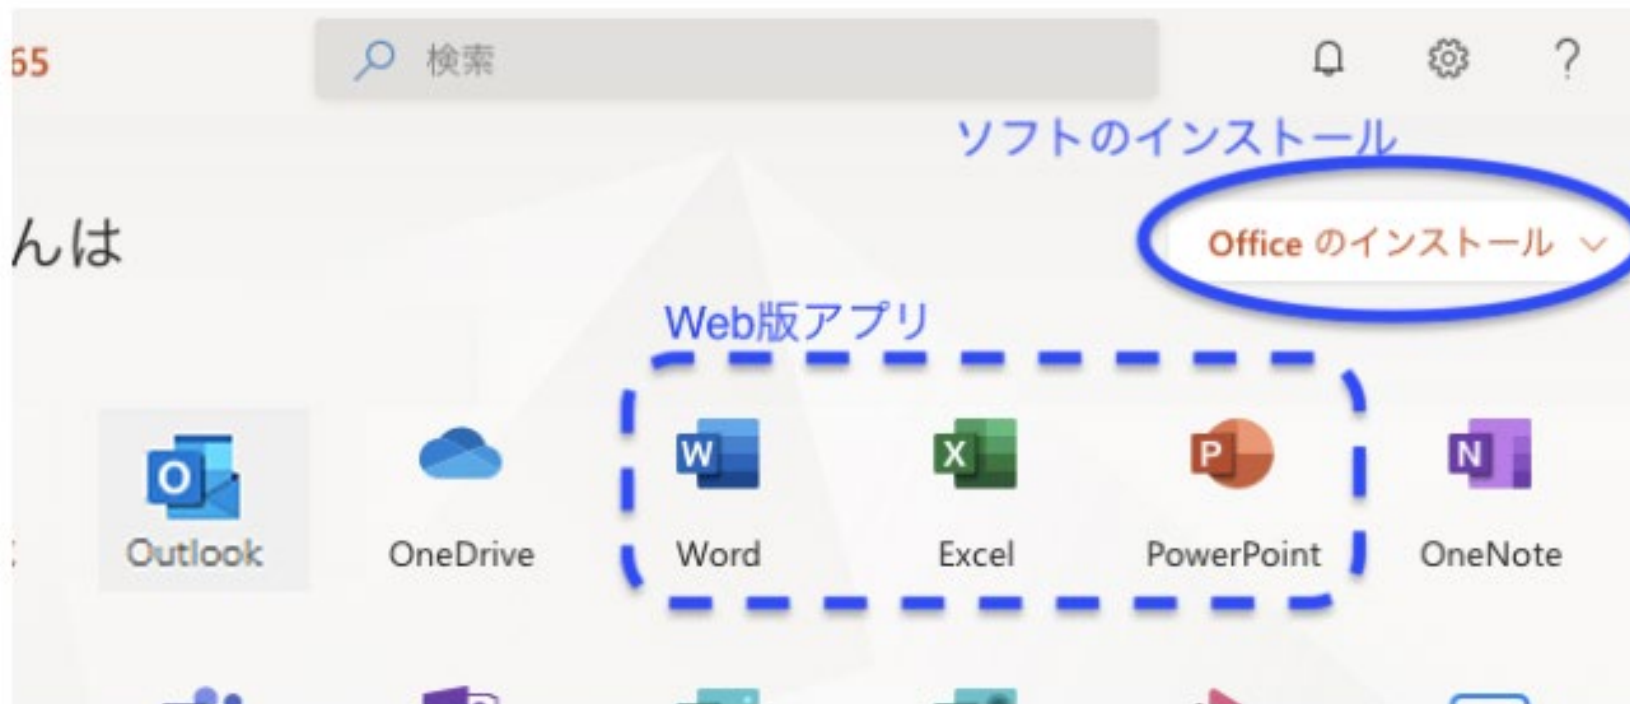 65
検索
?
ソフトのインストール
んは
Office のインストール
Web版アプリ
O
W
X
P
N
Outlook
OneDrive
Word
Excel
PowerPoint
OneNote